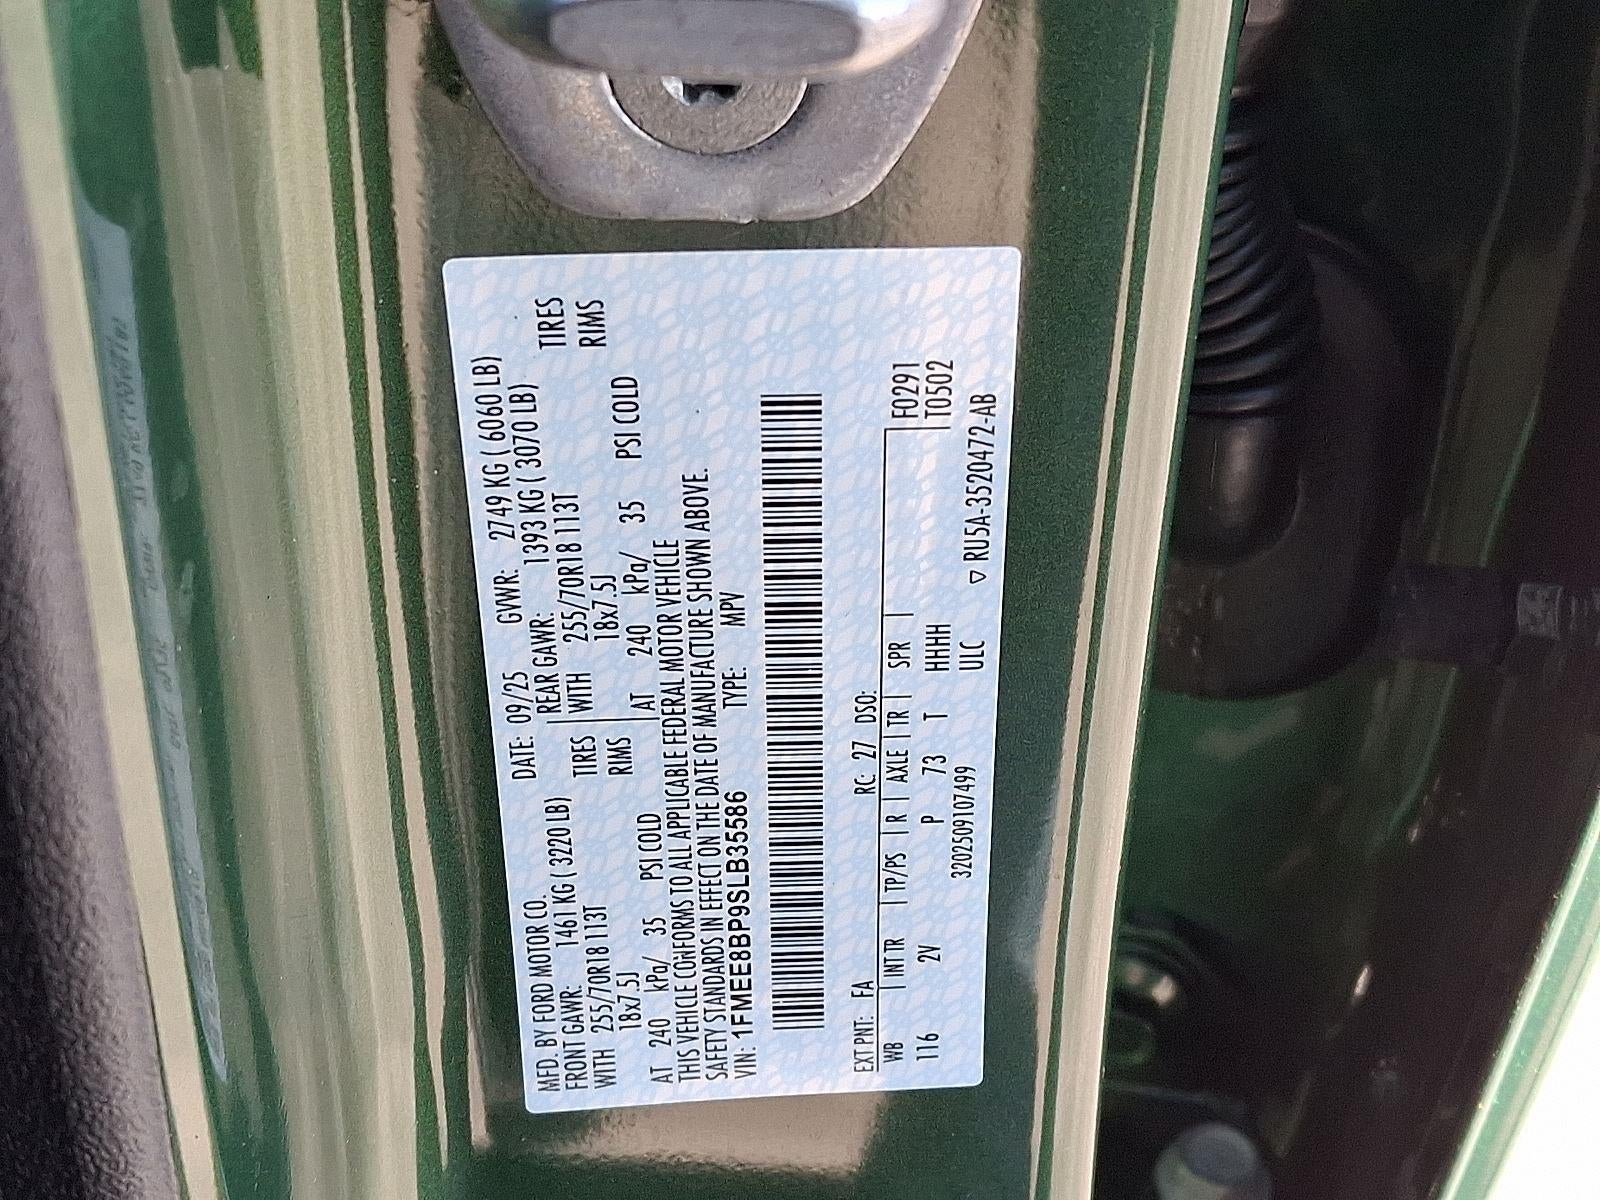 MFD. BY FORD MOTOR CO.
DATE: 09/25 GVWR: 2749 KG ( 6060 LB)
FRONT GAWR: 1461 KG ( 3220 LB) REAR GAWR: 1393 KG ( 3070 LB)
WITH 255/70R18 113T TIRES WITH 255/70R18 113T TIRES
18x7.5J RIMS 18x7.5J RIMS
AT 240 kPa/ 35 PSI COLD AT 240 kPa/ 35 PSI COLD
THIS VEHICLE CONFORMS TO ALL APPLICABLE FEDERAL MOTOR VEHICLE
SAFETY STANDARDS IN EFFECT ON THE DATE OF MANUFACTURE SHOWN ABOVE.
VIN: 1FMEE8BP9SLB35586 TYPE: MPV
EXT PNT: FA RC: 27 DSO: F0291
WB | INT TR | TP/PS | R | AXLE | TR | SPR | T0502
116 2V P 73 T HHHH
ULC ▽ RU5A-3520472-AB
3202509107499